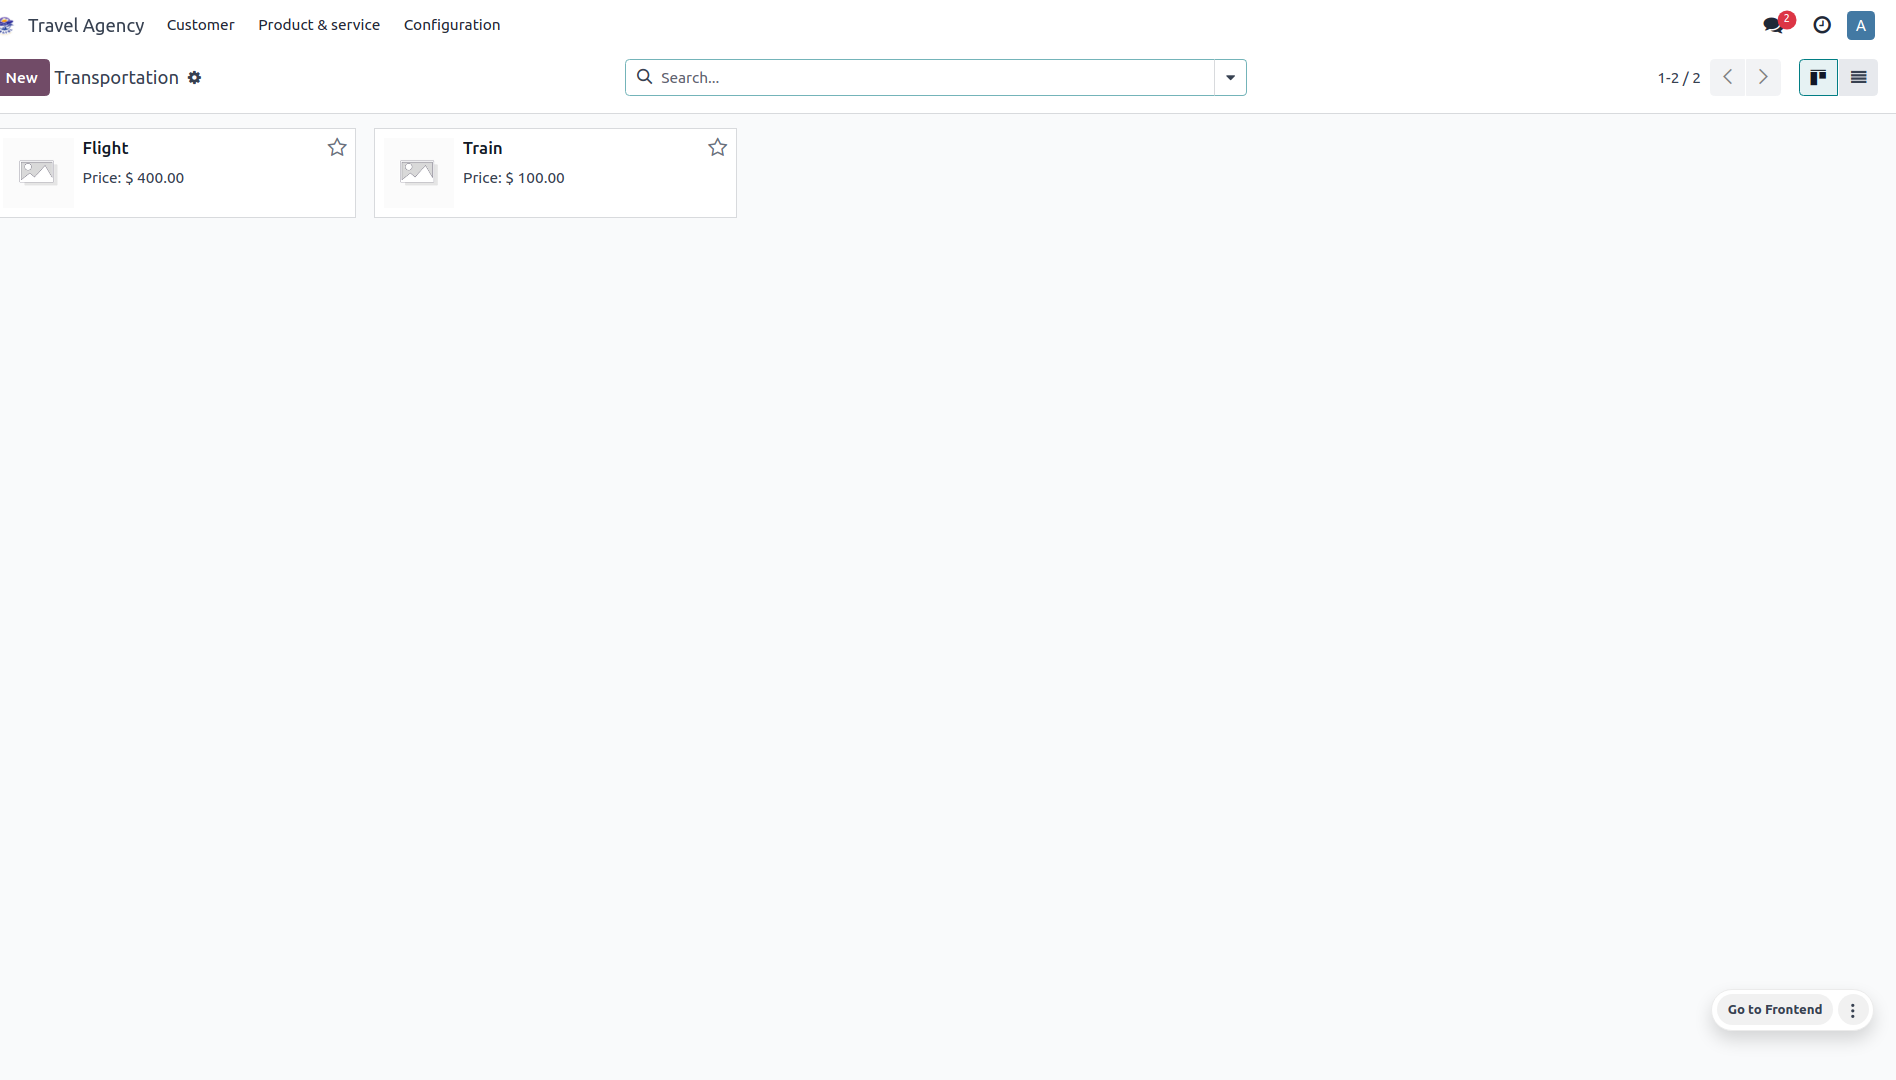 Travel Agency Customer Product & service Configuration 2 A
New Transportation Search... 1-2 / 2
Flight Train
Price: $ 400.00 Price: $ 100.00
Go to Frontend